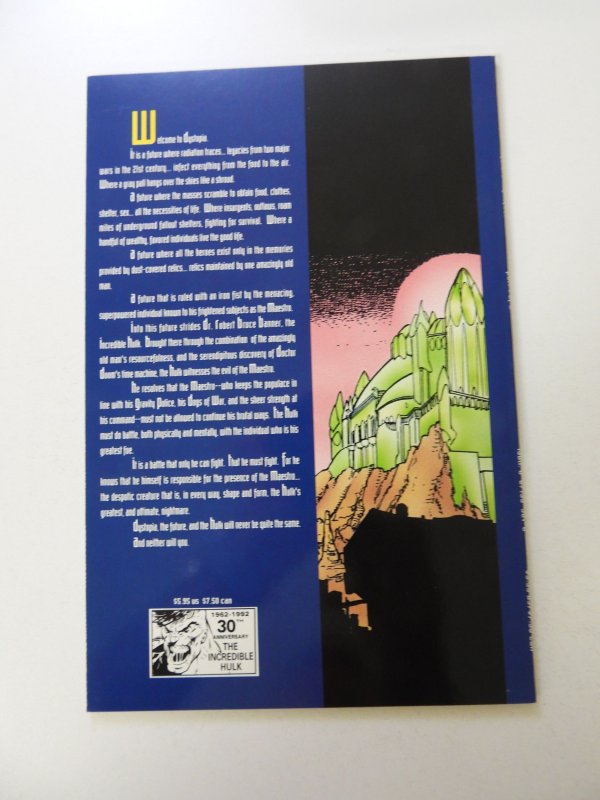 Welcome to Dystopia.
It is a future where radiation traces... legacies from two major
wars in the 21st century... infect everything from the food to the air.
Where a gray pall hangs over the skies like a shroud.
A future where the masses scramble to obtain food, clothes,
shelter, sex... all the necessities of life. Where insurgents, outlaws, roam
miles of underground fallout shelters, fighting for survival. Where a
handful of wealthy, favored individuals live the good life.
A future where all the heroes exist only in the memories
provided by dust-covered relics... relics maintained by one amazingly old
man.
A future that is ruled with an iron fist by the menacing,
superpowered individual known to his frightened subjects as the Maestro.
Into this future strides Dr. Robert Bruce Banner, the
Incredible Hulk. Brought there through the combination of the amazingly
old man's resourcefulness, and the serendipitous discovery of Doctor
Doom's time machine, the Hulk witnesses the evil of the Maestro.
He resolves that the Maestro--who keeps the populace in
line with his Gravity Police, his Dogs of War, and the sheer strength at
his command--must not be allowed to continue his brutal ways. The Hulk
must do battle, both physically and mentally, with the individual who is his
greatest foe.
It is a battle that only he can fight. That he must fight. For he
knows that he himself is responsible for the presence of the Maestro...
the despotic creature that is, in every way, shape and form, the Hulk's
greatest, and ultimate, nightmare.
Dystopia, the future, and the Hulk will never be quite the same.
And neither will you.
$5.95 us $7.50 can
1962-1992
30TH
ANNIVERSARY
THE
INCREDIBLE
HULK